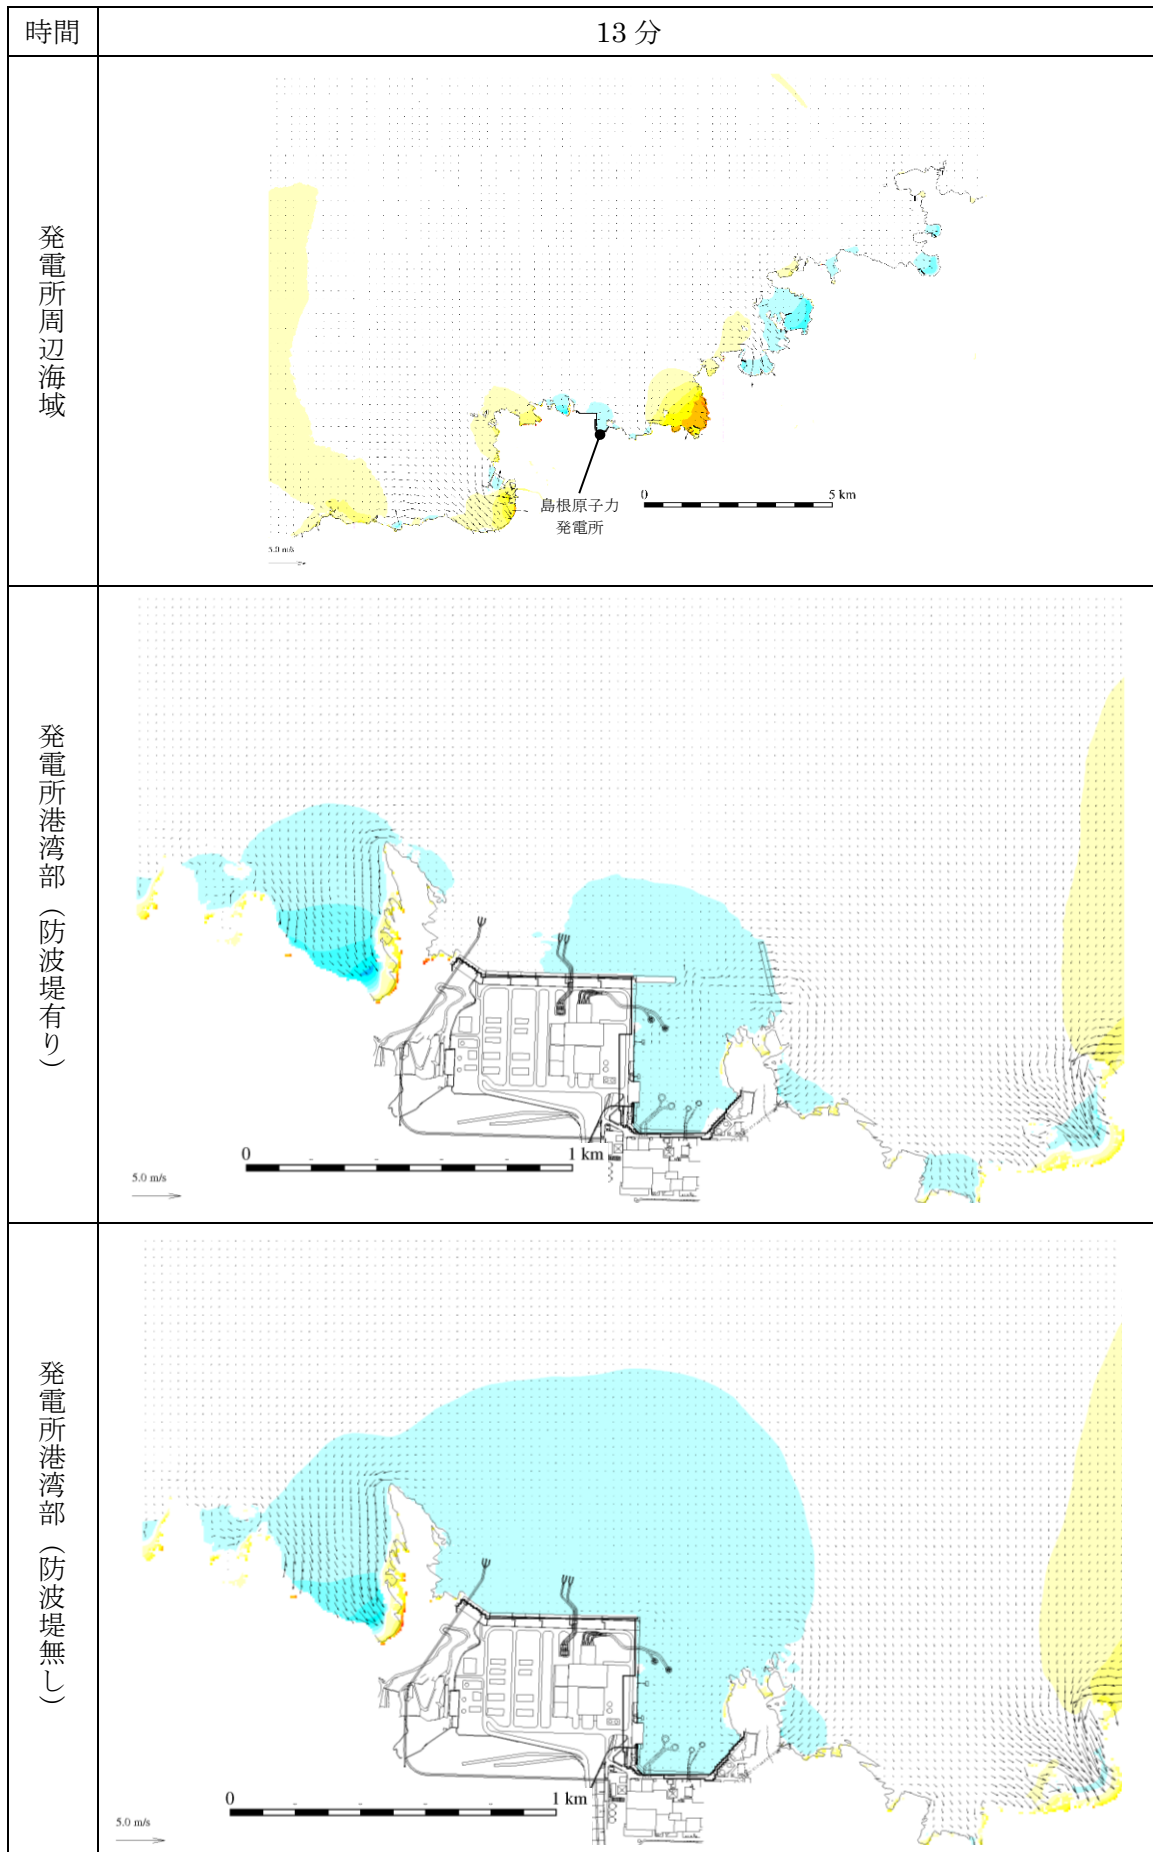 時間
13 分
発電所周辺海域
島根原子力
発電所
0
5 km
5.0 m/s
発電所港湾部（防波堤有り）
0
1 km
5.0 m/s
発電所港湾部（防波堤無し）
0
1 km
5.0 m/s